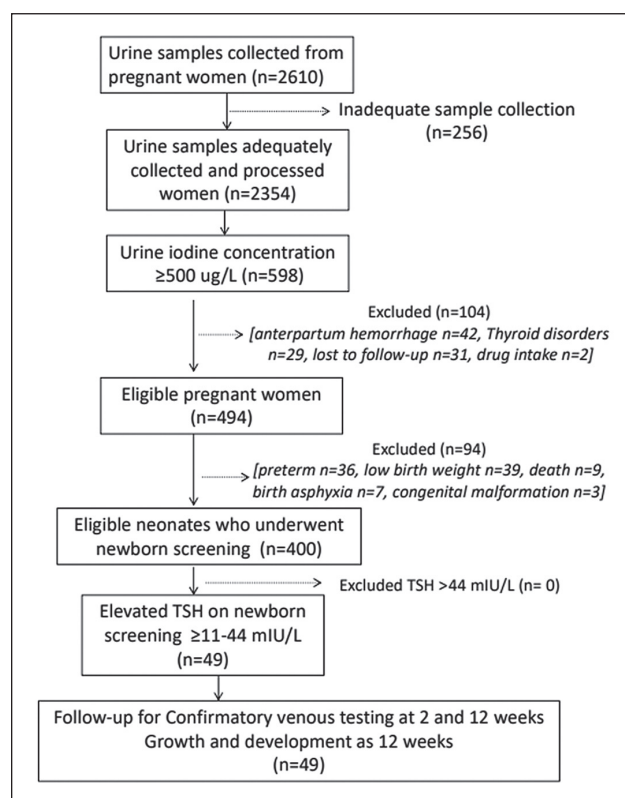 Urine samples collected from
pregnant women (n=2610)
Inadequate sample collection
(n=256)
Urine samples adequately
collected and processed
women (n=2354)
Urine iodine concentration
≥500 ug/L (n=598)
Excluded (n=104)
[anterpartum hemorrhage n=42, Thyroid disorders
n=29, lost to follow-up n=31, drug intake n=2]
Eligible pregnant women
(n=494)
Excluded (n=94)
[preterm n=36, low birth weight n=39, death n=9,
birth asphyxia n=7, congenital malformation n=3]
Eligible neonates who underwent
newborn screening (n=400)
Excluded TSH >44 mIU/L (n= 0)
Elevated TSH on newborn
screening ≥11-44 mIU/L
(n=49)
Follow-up for Confirmatory venous testing at 2 and 12 weeks
Growth and development as 12 weeks
(n=49)